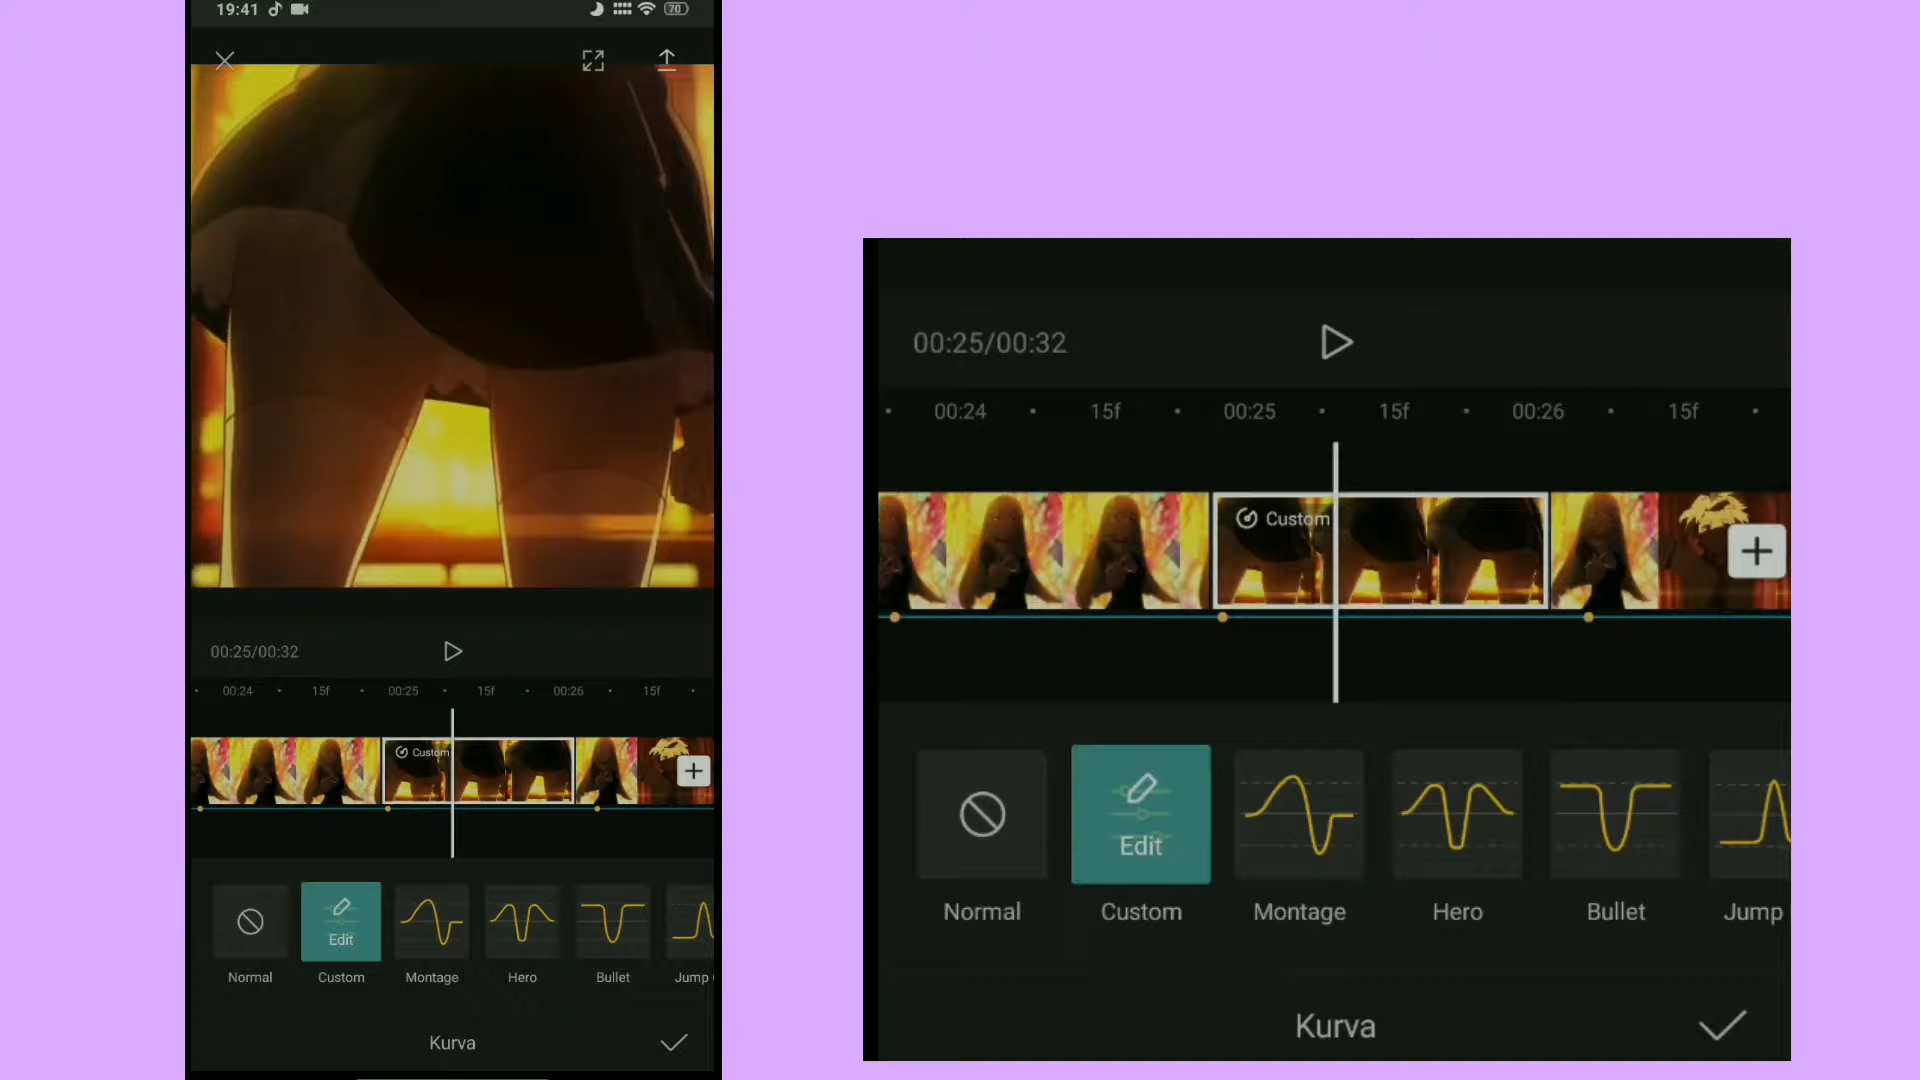 19:41
70
00:25/00:32
00:24 15f 00:25 15f 00:26 15f
Custom
Edit
Normal Custom Montage Hero Bullet Jump
Kurva
00:25/00:32
00:24 15f 00:25 15f 00:26 15f
Custom
Edit
Normal Custom Montage Hero Bullet Jump
Kurva